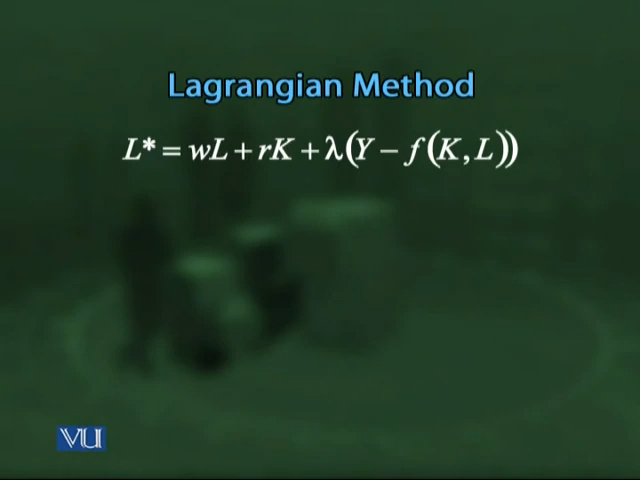 Lagrangian Method
L* = wL + rK + λ(Y − f(K, L))
VU